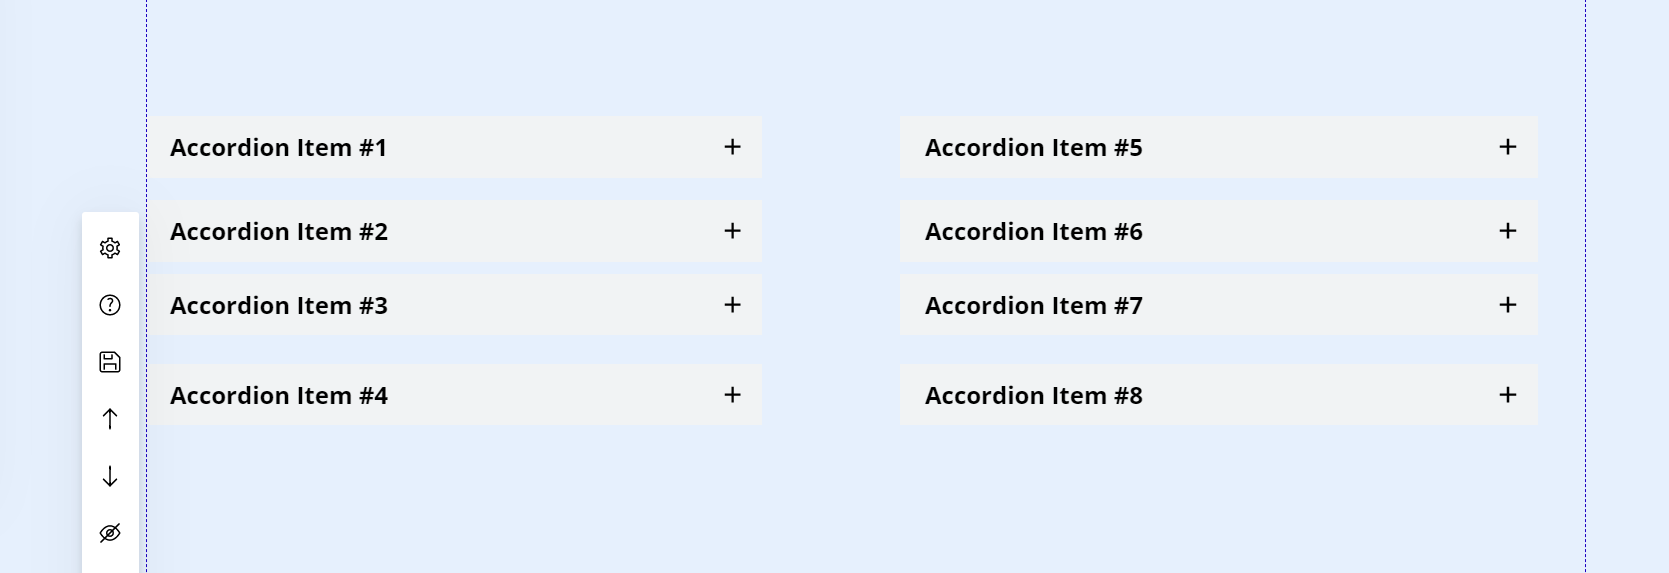 Accordion Item #1
Accordion Item #2
Accordion Item #3
Accordion Item #4
Accordion Item #5
Accordion Item #6
Accordion Item #7
Accordion Item #8